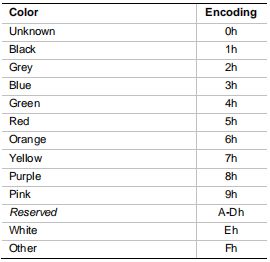 Color Encoding
Unknown 0h
Black 1h
Grey 2h
Blue 3h
Green 4h
Red 5h
Orange 6h
Yellow 7h
Purple 8h
Pink 9h
Reserved A-Dh
White Eh
Other Fh